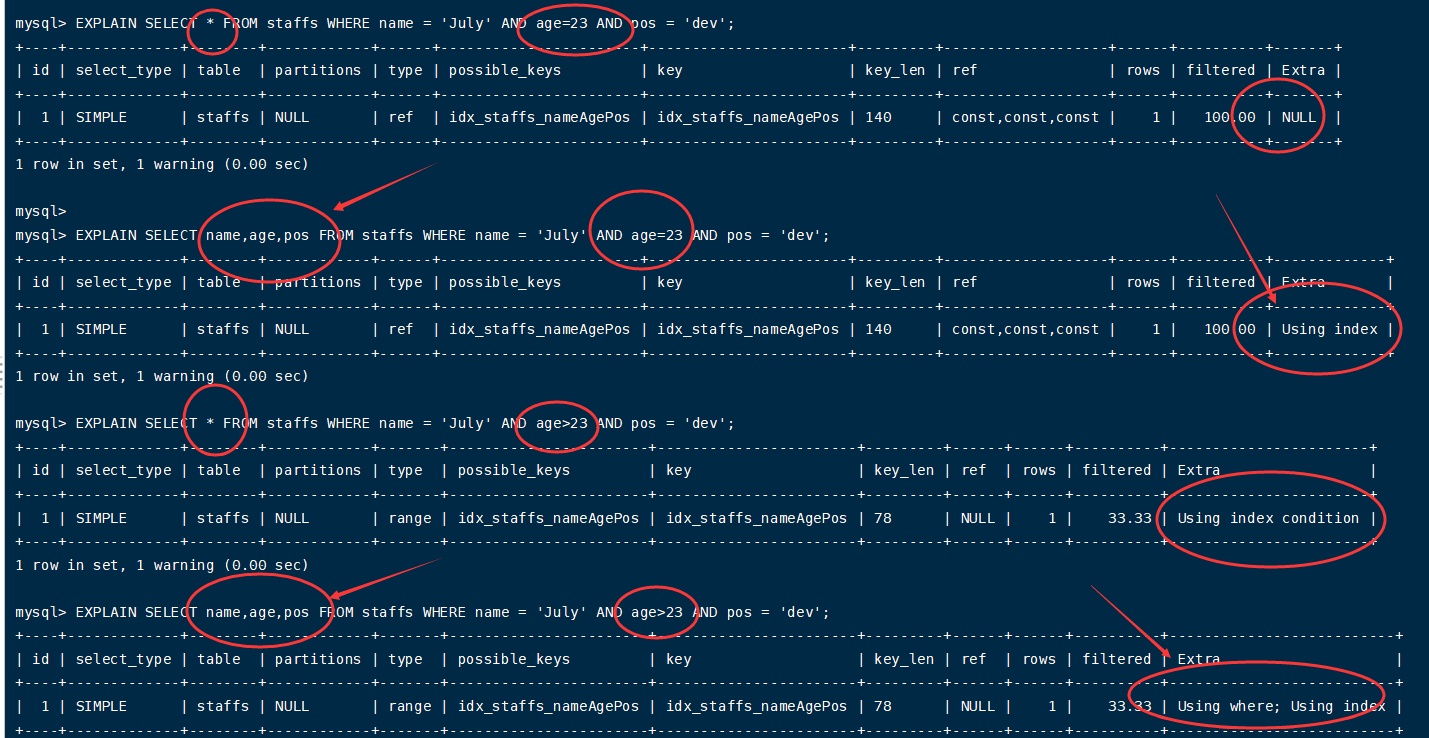 mysql> EXPLAIN SELECT * FROM staffs WHERE name = 'July' AND age=23 AND pos = 'dev';
+----+-------------+--------+------------+------+-----------------------+-----------------------+---------+-------------------+------+----------+-------+
| id | select_type | table | partitions | type | possible_keys | key | key_len | ref | rows | filtered | Extra |
+----+-------------+--------+------------+------+-----------------------+-----------------------+---------+-------------------+------+----------+-------+
| 1 | SIMPLE | staffs | NULL | ref | idx_staffs_nameAgePos | idx_staffs_nameAgePos | 140 | const,const,const | 1 | 100.00 | NULL |
+----+-------------+--------+------------+------+-----------------------+-----------------------+---------+-------------------+------+----------+-------+
1 row in set, 1 warning (0.00 sec)
mysql>
mysql> EXPLAIN SELECT name,age,pos FROM staffs WHERE name = 'July' AND age=23 AND pos = 'dev';
+----+-------------+--------+------------+------+-----------------------+-----------------------+---------+-------------------+------+----------+-------------+
| id | select_type | table | partitions | type | possible_keys | key | key_len | ref | rows | filtered | Extra |
+----+-------------+--------+------------+------+-----------------------+-----------------------+---------+-------------------+------+----------+-------------+
| 1 | SIMPLE | staffs | NULL | ref | idx_staffs_nameAgePos | idx_staffs_nameAgePos | 140 | const,const,const | 1 | 100.00 | Using index |
+----+-------------+--------+------------+------+-----------------------+-----------------------+---------+-------------------+------+----------+-------------+
1 row in set, 1 warning (0.00 sec)
mysql> EXPLAIN SELECT * FROM staffs WHERE name = 'July' AND age>23 AND pos = 'dev';
+----+-------------+--------+------------+-------+-----------------------+-----------------------+---------+------+------+----------+-----------------------+
| id | select_type | table | partitions | type | possible_keys | key | key_len | ref | rows | filtered | Extra |
+----+-------------+--------+------------+-------+-----------------------+-----------------------+---------+------+------+----------+-----------------------+
| 1 | SIMPLE | staffs | NULL | range | idx_staffs_nameAgePos | idx_staffs_nameAgePos | 78 | NULL | 1 | 33.33 | Using index condition |
+----+-------------+--------+------------+-------+-----------------------+-----------------------+---------+------+------+----------+-----------------------+
1 row in set, 1 warning (0.00 sec)
mysql> EXPLAIN SELECT name,age,pos FROM staffs WHERE name = 'July' AND age>23 AND pos = 'dev';
+----+-------------+--------+------------+-------+-----------------------+-----------------------+---------+------+------+----------+--------------------------+
| id | select_type | table | partitions | type | possible_keys | key | key_len | ref | rows | filtered | Extra |
+----+-------------+--------+------------+-------+-----------------------+-----------------------+---------+------+------+----------+--------------------------+
| 1 | SIMPLE | staffs | NULL | range | idx_staffs_nameAgePos | idx_staffs_nameAgePos | 78 | NULL | 1 | 33.33 | Using where; Using index |
+----+-------------+--------+------------+-------+-----------------------+-----------------------+---------+------+------+----------+--------------------------+